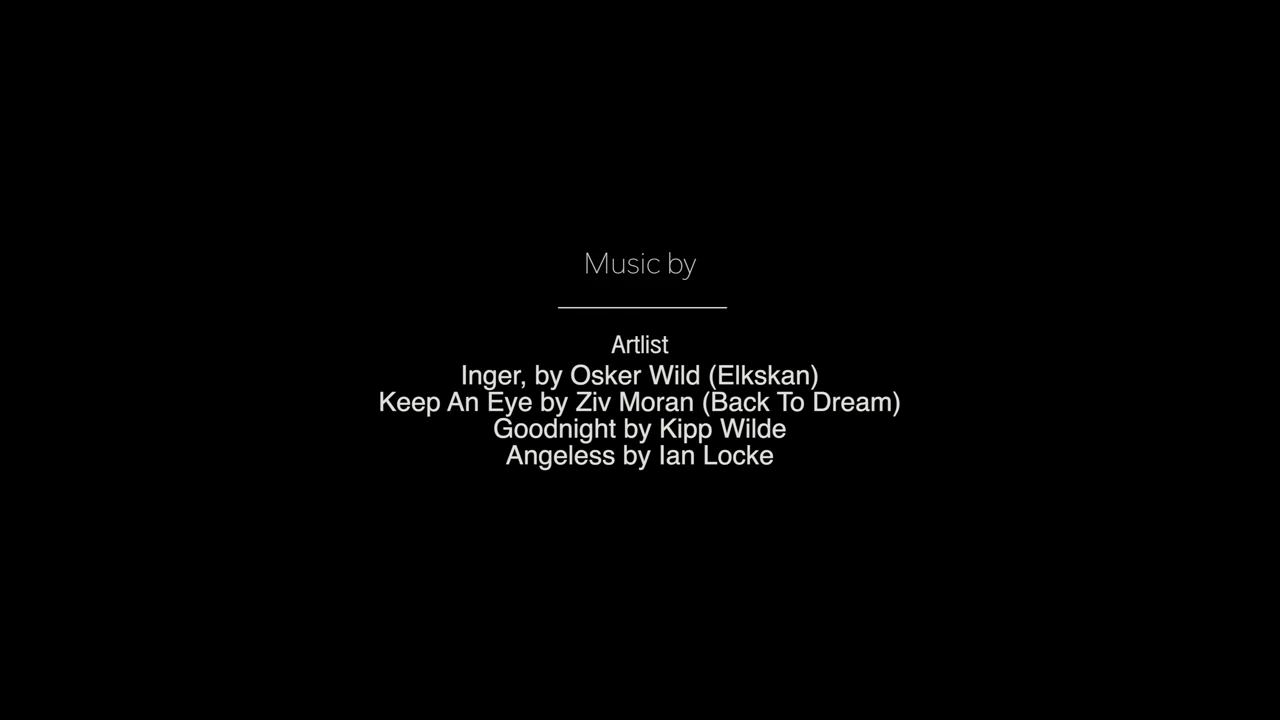 Music by
Artlist
Inger, by Osker Wild (Elkskan)
Keep An Eye by Ziv Moran (Back To Dream)
Goodnight by Kipp Wilde
Angeless by Ian Locke